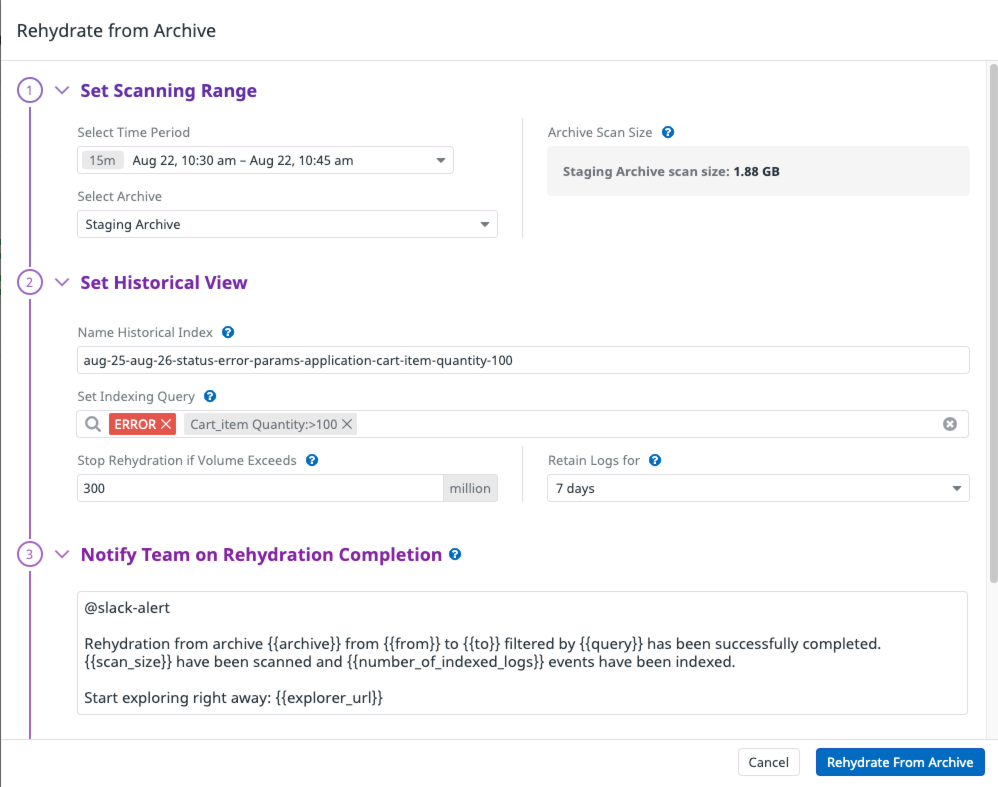 Rehydrate from Archive
1 Set Scanning Range
Select Time Period
15m Aug 22, 10:30 am – Aug 22, 10:45 am
Select Archive
Staging Archive
Archive Scan Size ?
Staging Archive scan size: 1.88 GB
2 Set Historical View
Name Historical Index ?
aug-25-aug-26-status-error-params-application-cart-item-quantity-100
Set Indexing Query ?
ERROR Cart_item Quantity:>100
Stop Rehydration if Volume Exceeds ?
300 million
Retain Logs for ?
7 days
3 Notify Team on Rehydration Completion ?
@slack-alert
Rehydration from archive {{archive}} from {{from}} to {{to}} filtered by {{query}} has been successfully completed.
{{scan_size}} have been scanned and {{number_of_indexed_logs}} events have been indexed.
Start exploring right away: {{explorer_url}}
Cancel Rehydrate From Archive